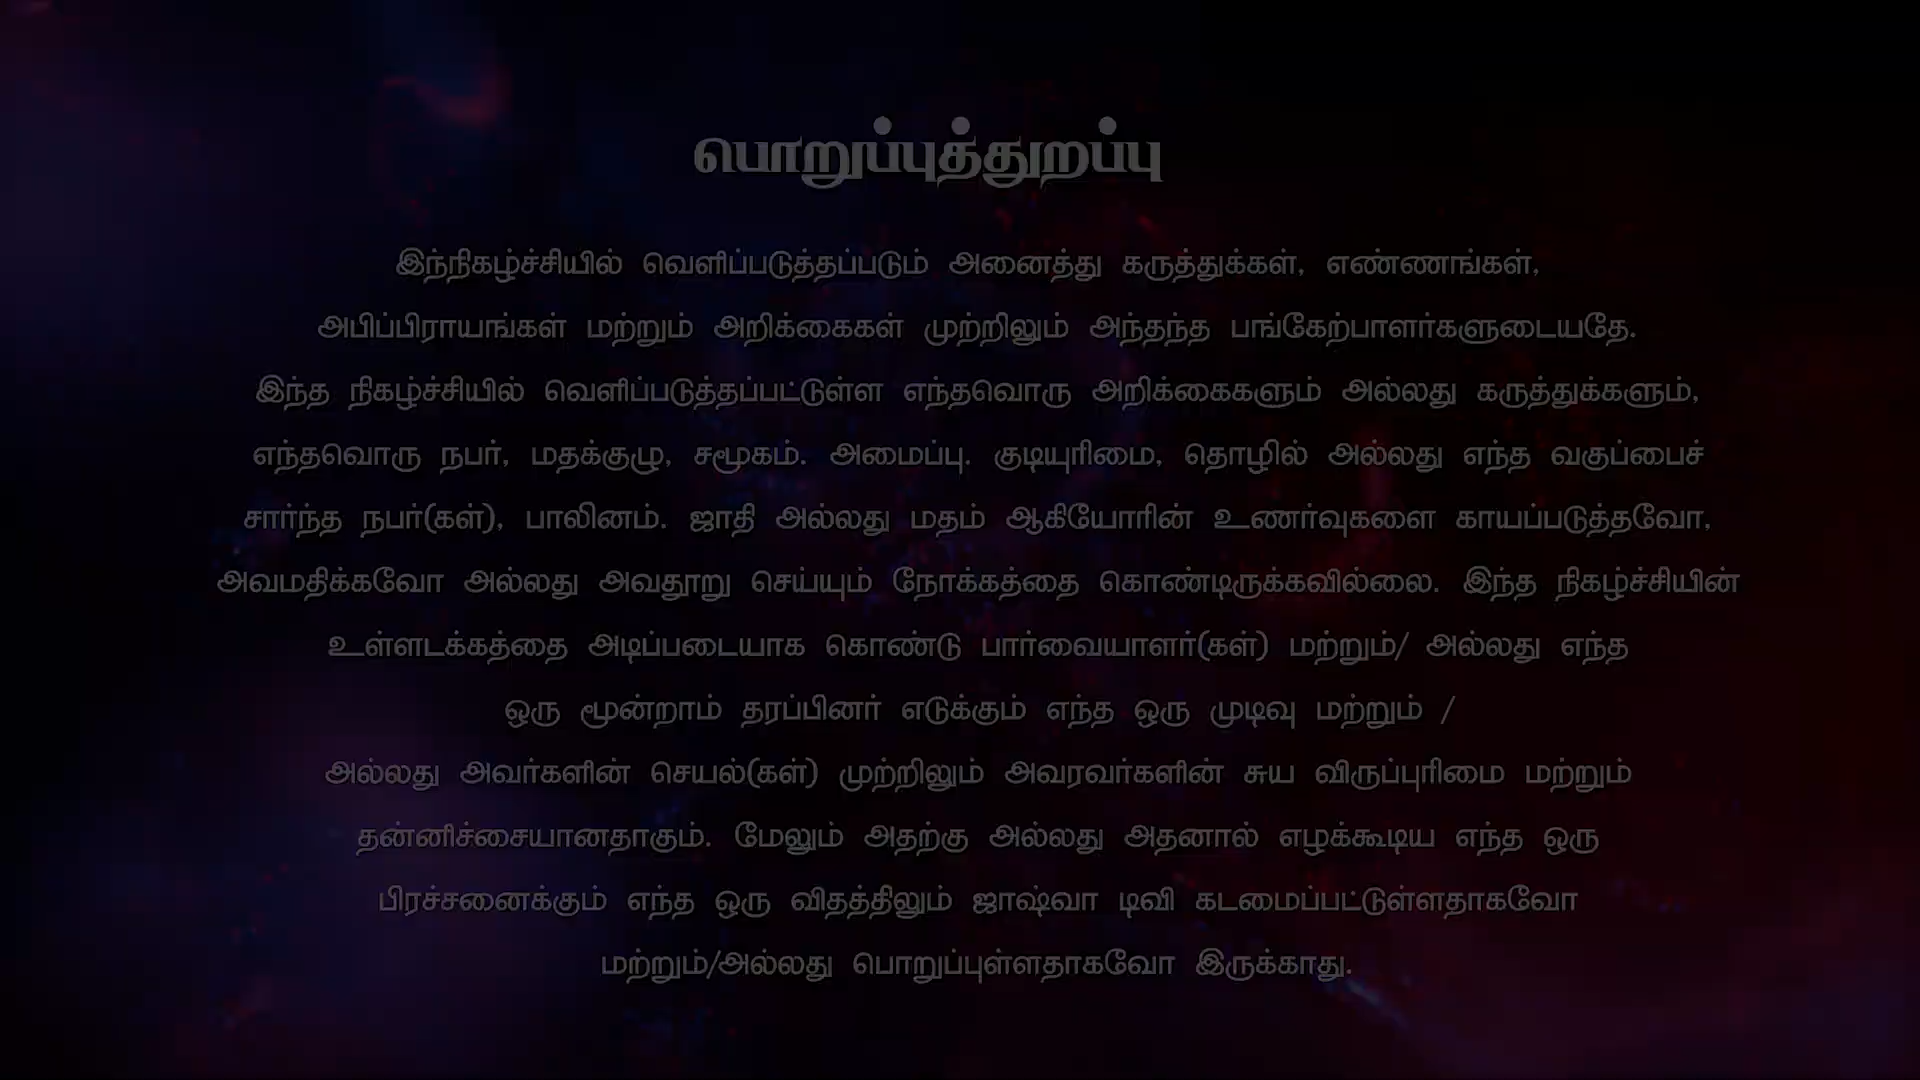 பொறுப்புத்துறப்பு
இந்நிகழ்ச்சியில் வெளிப்படுத்தப்படும் அனைத்து கருத்துக்கள், எண்ணங்கள்,
அபிப்பிராயங்கள் மற்றும் அறிக்கைகள் முற்றிலும் அந்தந்த பங்கேற்பாளர்களுடையதே.
இந்த நிகழ்ச்சியில் வெளிப்படுத்தப்பட்டுள்ள எந்தவொரு அறிக்கைகளும் அல்லது கருத்துக்களும்,
எந்தவொரு நபர், மதக்குழு, சமூகம். அமைப்பு. குடியுரிமை, தொழில் அல்லது எந்த வகுப்பைச்
சார்ந்த நபர்(கள்), பாலினம். ஜாதி அல்லது மதம் ஆகியோரின் உணர்வுகளை காயப்படுத்தவோ,
அவமதிக்கவோ அல்லது அவதூறு செய்யும் நோக்கத்தை கொண்டிருக்கவில்லை. இந்த நிகழ்ச்சியின்
உள்ளடக்கத்தை அடிப்படையாக கொண்டு பார்வையாளர்(கள்) மற்றும்/ அல்லது எந்த
ஒரு மூன்றாம் தரப்பினர் எடுக்கும் எந்த ஒரு முடிவு மற்றும் /
அல்லது அவர்களின் செயல்(கள்) முற்றிலும் அவரவர்களின் சுய விருப்புரிமை மற்றும்
தன்னிச்சையானதாகும். மேலும் அதற்கு அல்லது அதனால் எழக்கூடிய எந்த ஒரு
பிரச்சனைக்கும் எந்த ஒரு விதத்திலும் ஜாஷ்வா டிவி கடமைப்பட்டுள்ளதாகவோ
மற்றும்/அல்லது பொறுப்புள்ளதாகவோ இருக்காது.